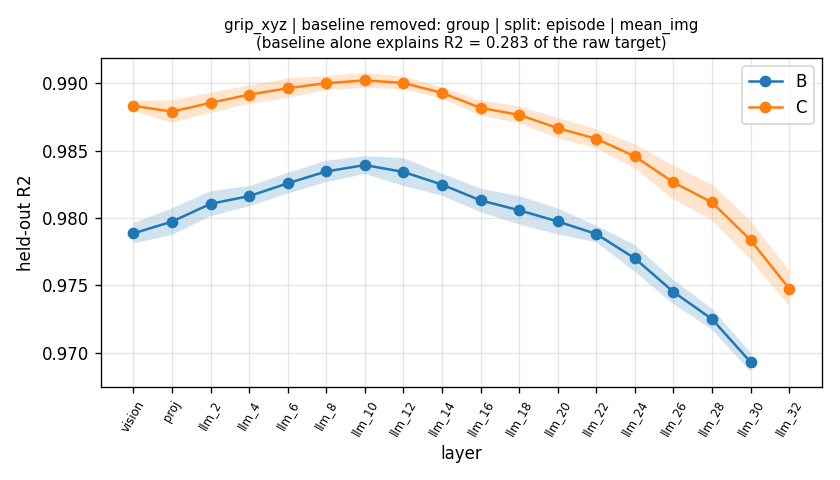 grip_xyz | baseline removed: group | split: episode | mean_img
(baseline alone explains R2 = 0.283 of the raw target)
held-out R2
0.990
0.985
0.980
0.975
0.970
B
C
vision
proj
llm_2
llm_4
llm_6
llm_8
llm_10
llm_12
llm_14
llm_16
llm_18
llm_20
llm_22
llm_24
llm_26
llm_28
llm_30
llm_32
layer